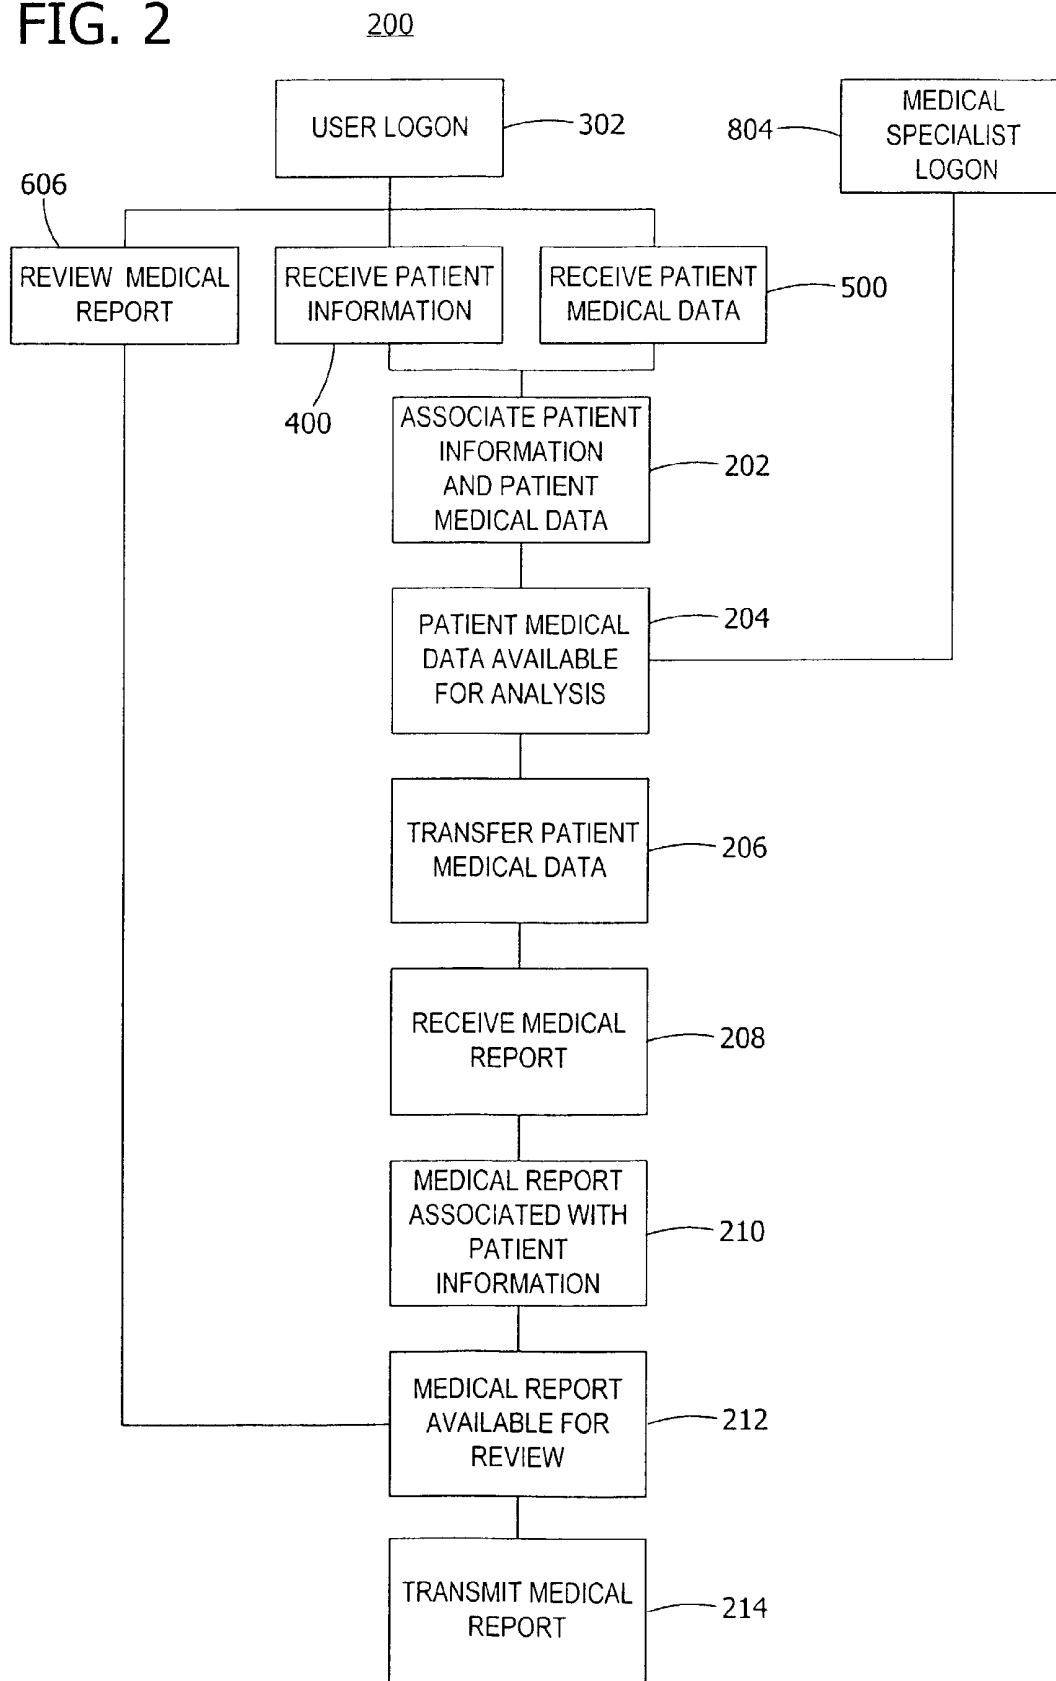 FIG. 2
200
USER LOGON
302
804
MEDICAL
SPECIALIST
LOGON
606
REVIEW MEDICAL
REPORT
RECEIVE PATIENT
INFORMATION
400
RECEIVE PATIENT
MEDICAL DATA
500
ASSOCIATE PATIENT
INFORMATION
AND PATIENT
MEDICAL DATA
202
PATIENT MEDICAL
DATA AVAILABLE
FOR ANALYSIS
204
TRANSFER PATIENT
MEDICAL DATA
206
RECEIVE MEDICAL
REPORT
208
MEDICAL REPORT
ASSOCIATED WITH
PATIENT
INFORMATION
210
MEDICAL REPORT
AVAILABLE FOR
REVIEW
212
TRANSMIT MEDICAL
REPORT
214